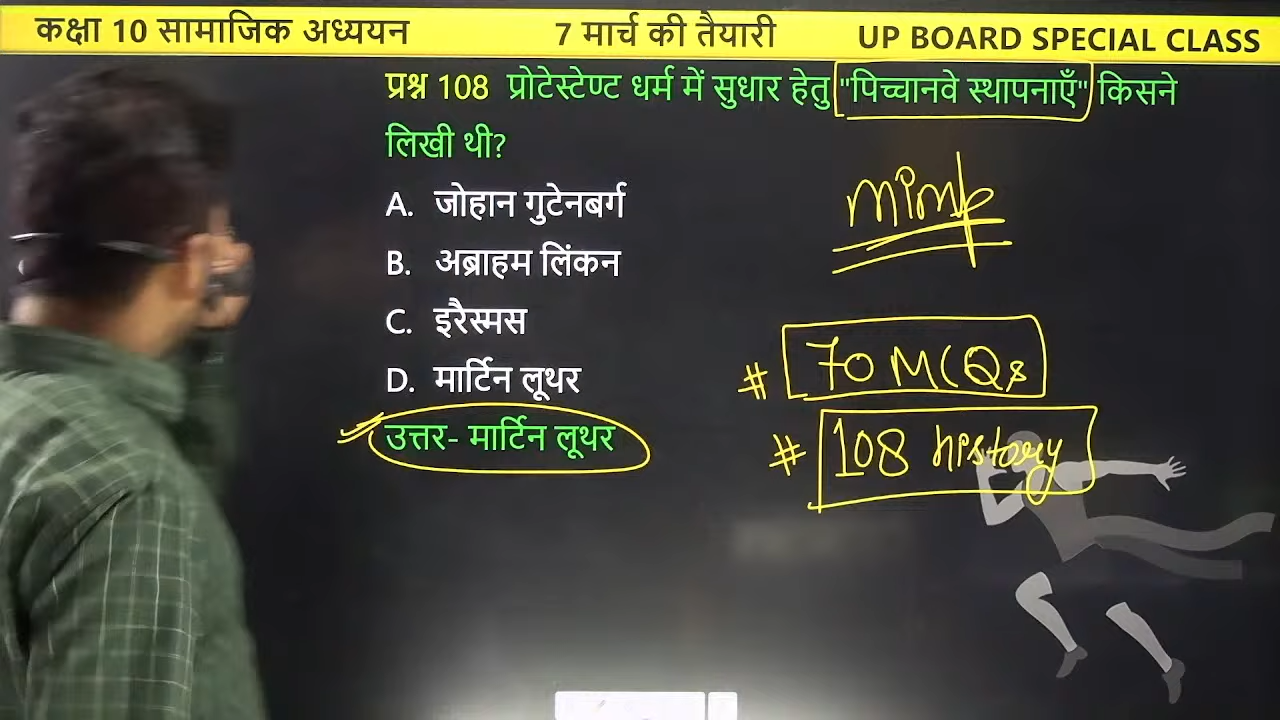 कक्षा 10 सामाजिक अध्ययन 7 मार्च की तैयारी UP BOARD SPECIAL CLASS
प्रश्न 108 प्रोटेस्टेण्ट धर्म में सुधार हेतु "पिच्चानवे स्थापनाएँ" किसने
लिखी थी?
mimp
A. जोहान गुटेनबर्ग
B. अब्राहम लिंकन
C. इरैस्मस
D. मार्टिन लूथर
उत्तर- मार्टिन लूथर
# 70 MCQs
# 108 history